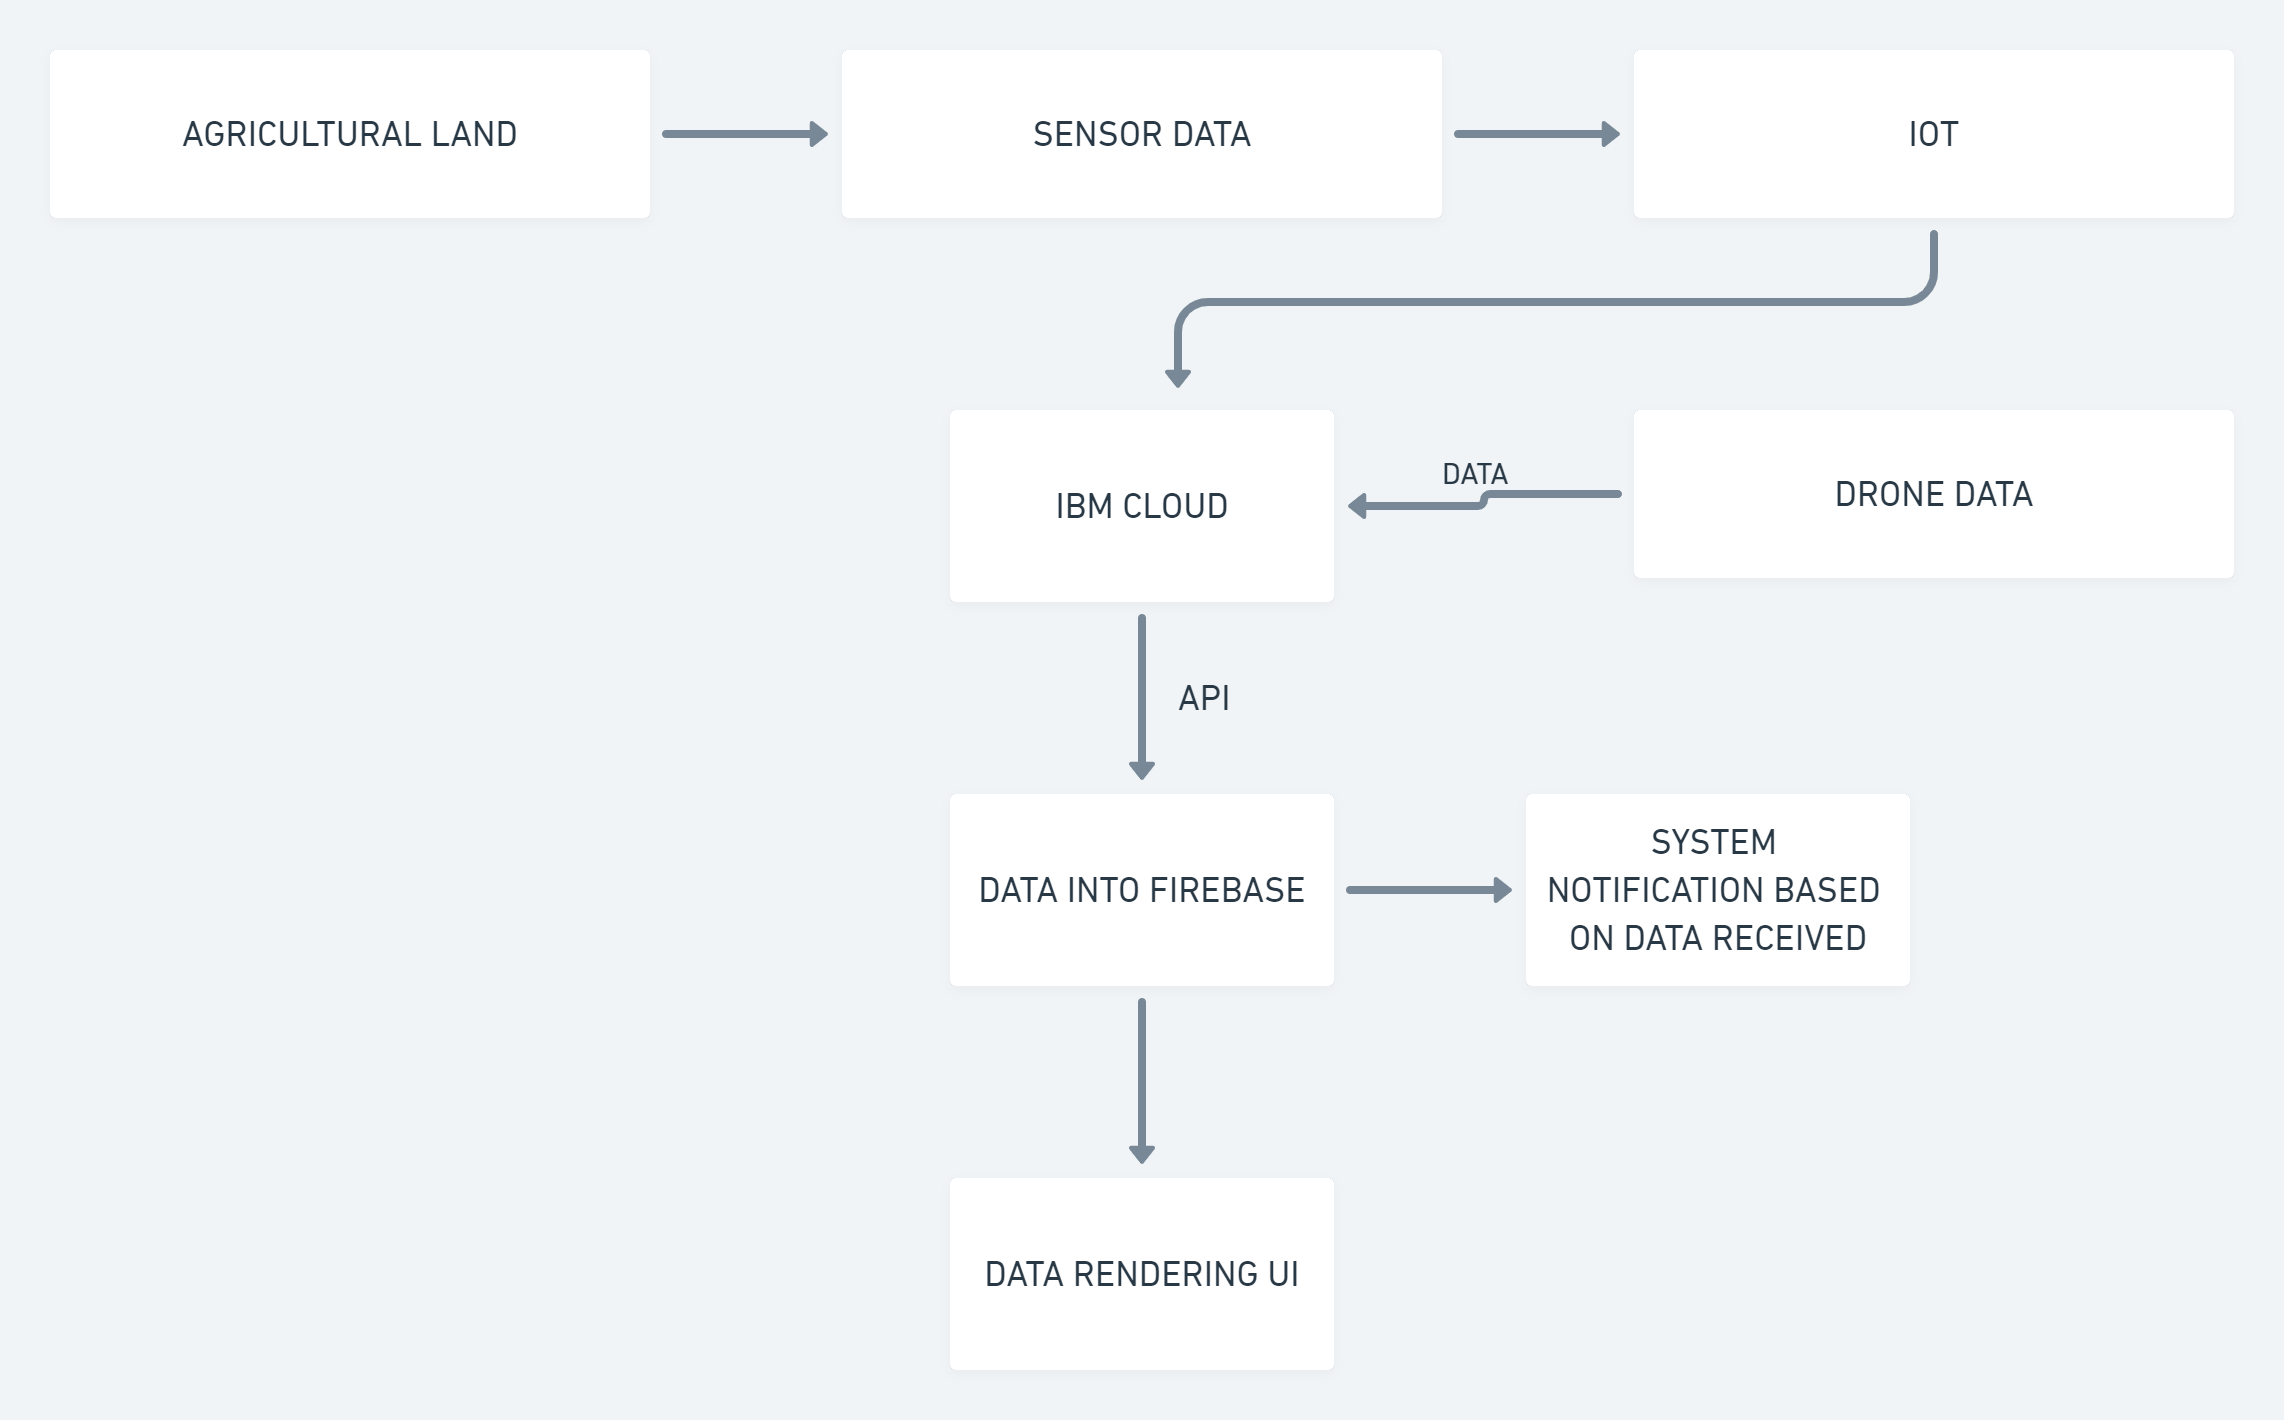 AGRICULTURAL LAND
SENSOR DATA
IOT
IBM CLOUD
DATA
DRONE DATA
API
DATA INTO FIREBASE
SYSTEM
NOTIFICATION BASED
ON DATA RECEIVED
DATA RENDERING UI